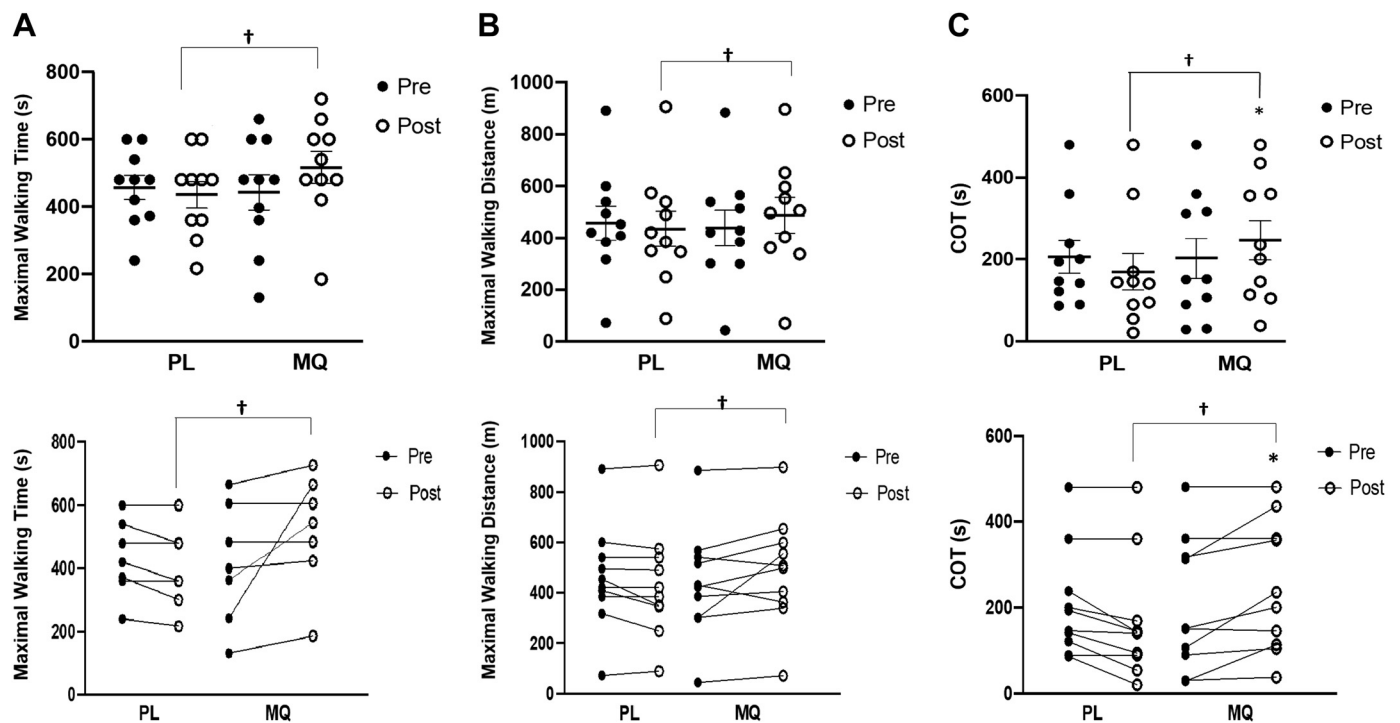 A
†
Maximal Walking Time (s)
800
600
400
200
0
PL
MQ
Pre
Post
B
†
Maximal Walking Distance (m)
1000
800
600
400
200
0
PL
MQ
Pre
Post
C
†
*
COT (s)
600
400
200
0
PL
MQ
Pre
Post
†
Maximal Walking Time (s)
800
600
400
200
0
PL
MQ
Pre
Post
†
Maximal Walking Distance (m)
1000
800
600
400
200
0
PL
MQ
Pre
Post
†
*
COT (s)
600
400
200
0
PL
MQ
Pre
Post